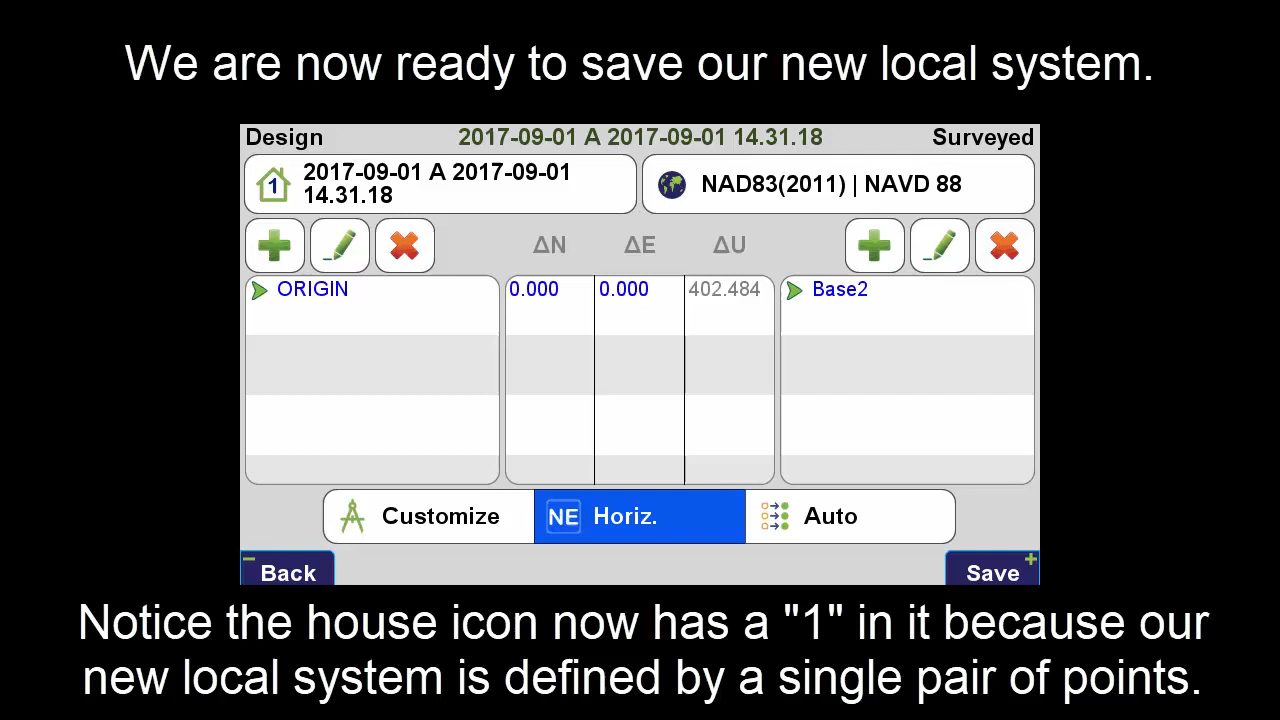 We are now ready to save our new local system.
Design 2017-09-01 A 2017-09-01 14.31.18 Surveyed
1 2017-09-01 A 2017-09-01
14.31.18
NAD83(2011) | NAVD 88
ΔN ΔE ΔU
ORIGIN 0.000 0.000 402.484 Base2
Customize NE Horiz. Auto
Back Save
Notice the house icon now has a "1" in it because our
new local system is defined by a single pair of points.